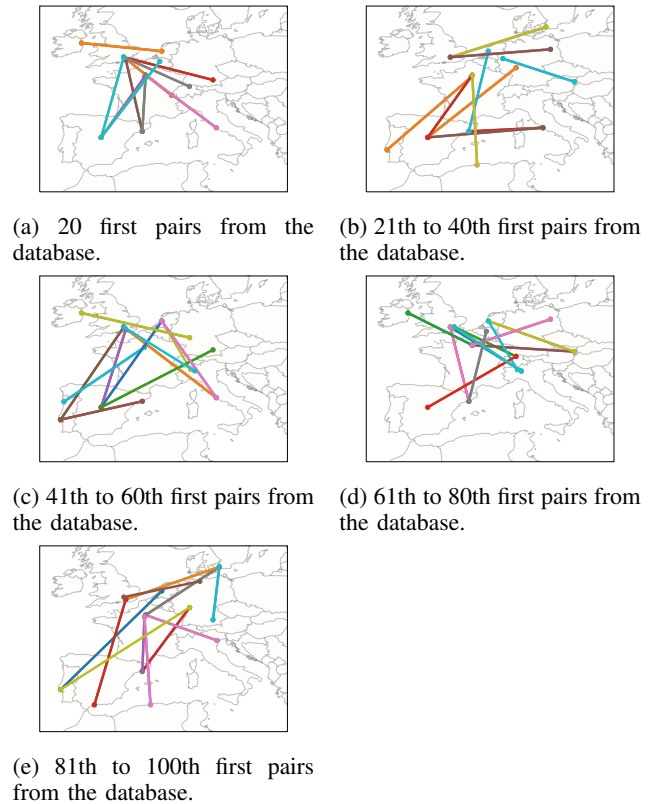 (a) 20 first pairs from the
database.
(b) 21th to 40th first pairs from
the database.
(c) 41th to 60th first pairs from
the database.
(d) 61th to 80th first pairs from
the database.
(e) 81th to 100th first pairs
from the database.